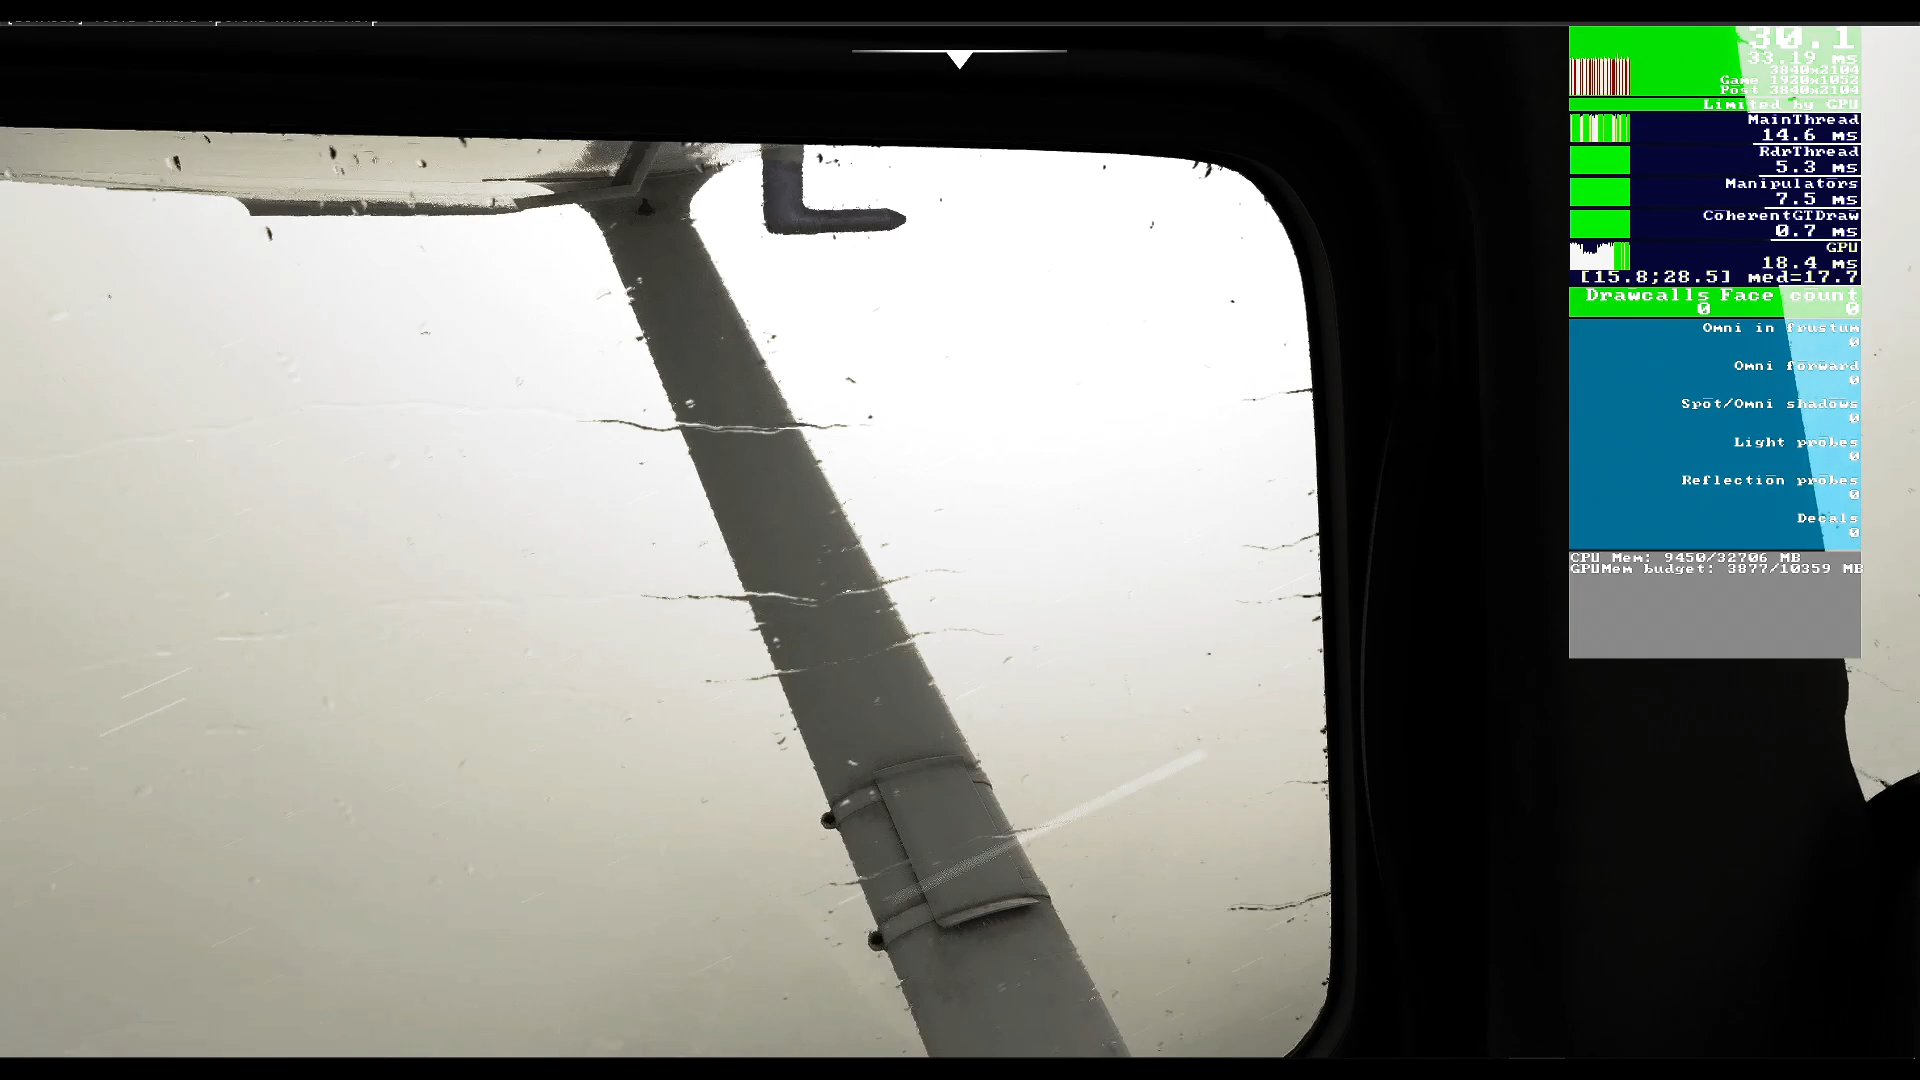 30.1
33.19 ms
3840x2104
Game 1920x1052
Post 3840x2104
Limited by GPU
MainThread
14.6 ms
RdrThread
5.3 ms
Manipulators
7.5 ms
CoherentGTDraw
0.7 ms
GPU
18.4 ms
[15.8;28.5] med=17.7
Drawcalls Face count
0 0
Omni in frustum
0
Omni forward
0
Spot/Omni shadows
0
Light probes
0
Reflection probes
0
Decals
0
CPU Mem: 9450/32706 MB
GPUMem budget: 3877/10359 MB